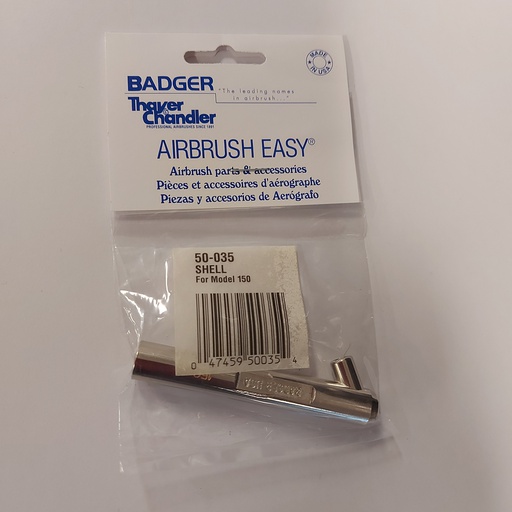 BADGER
"The leading names
in airbrush..."
MADE
IN USA
Thayer &
Chandler
PROFESSIONAL AIRBRUSHES SINCE 1891
AIRBRUSH EASY®
Airbrush parts & accessories
Pièces et accessoires d'aérographe
Piezas y accesorios de Aerógrafo
50-035
SHELL
For Model 150
0 47459 50035 4